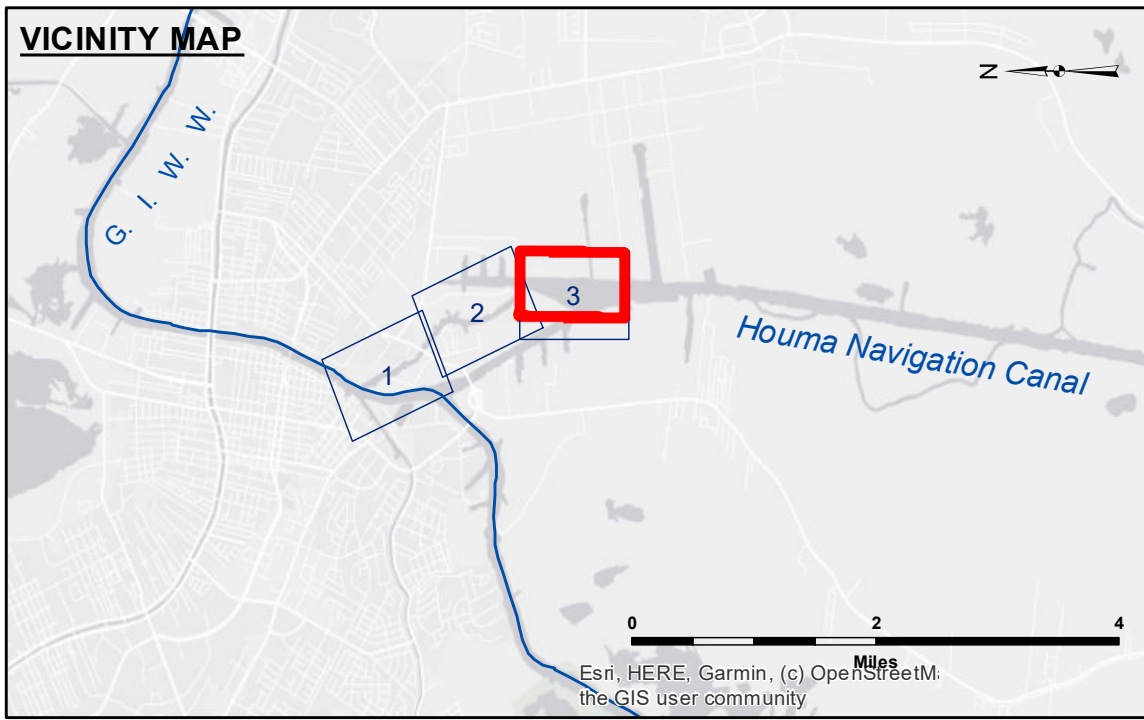 VICINITY MAP
N
G. I. W. W.
3
2
1
Houma Navigation Canal
0 2 4
Miles
Esri, HERE, Garmin, (c) OpenStreetM
the GIS user community